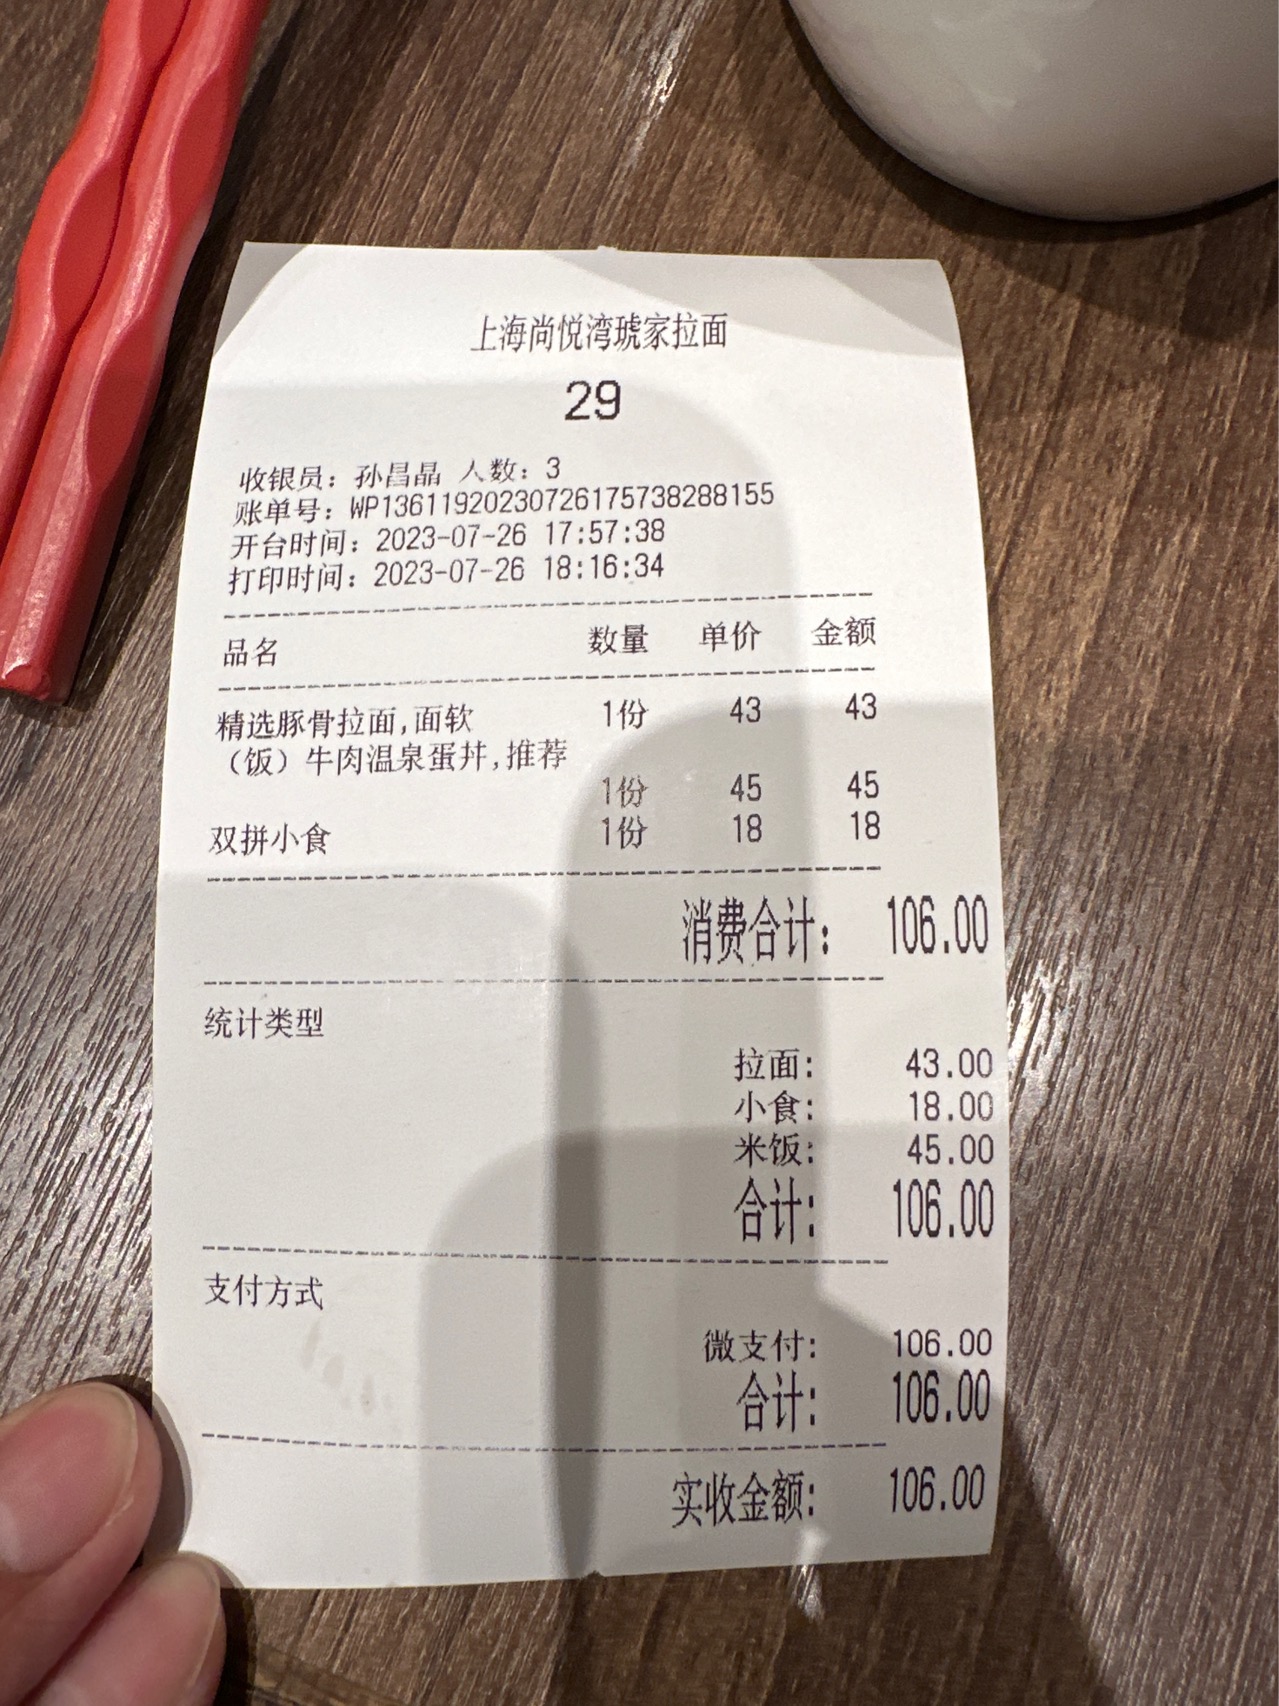 上海尚悦湾琥家拉面
29
收银员：孙昌晶 人数：3
账单号：WP13611920230726175738288155
开台时间：2023-07-26 17:57:38
打印时间：2023-07-26 18:16:34
品名 数量 单价 金额
精选豚骨拉面,面软 1份 43 43
（饭）牛肉温泉蛋丼,推荐
1份 45 45
双拼小食 1份 18 18
消费合计： 106.00
统计类型
拉面: 43.00
小食: 18.00
米饭: 45.00
合计: 106.00
支付方式
微支付: 106.00
合计: 106.00
实收金额: 106.00